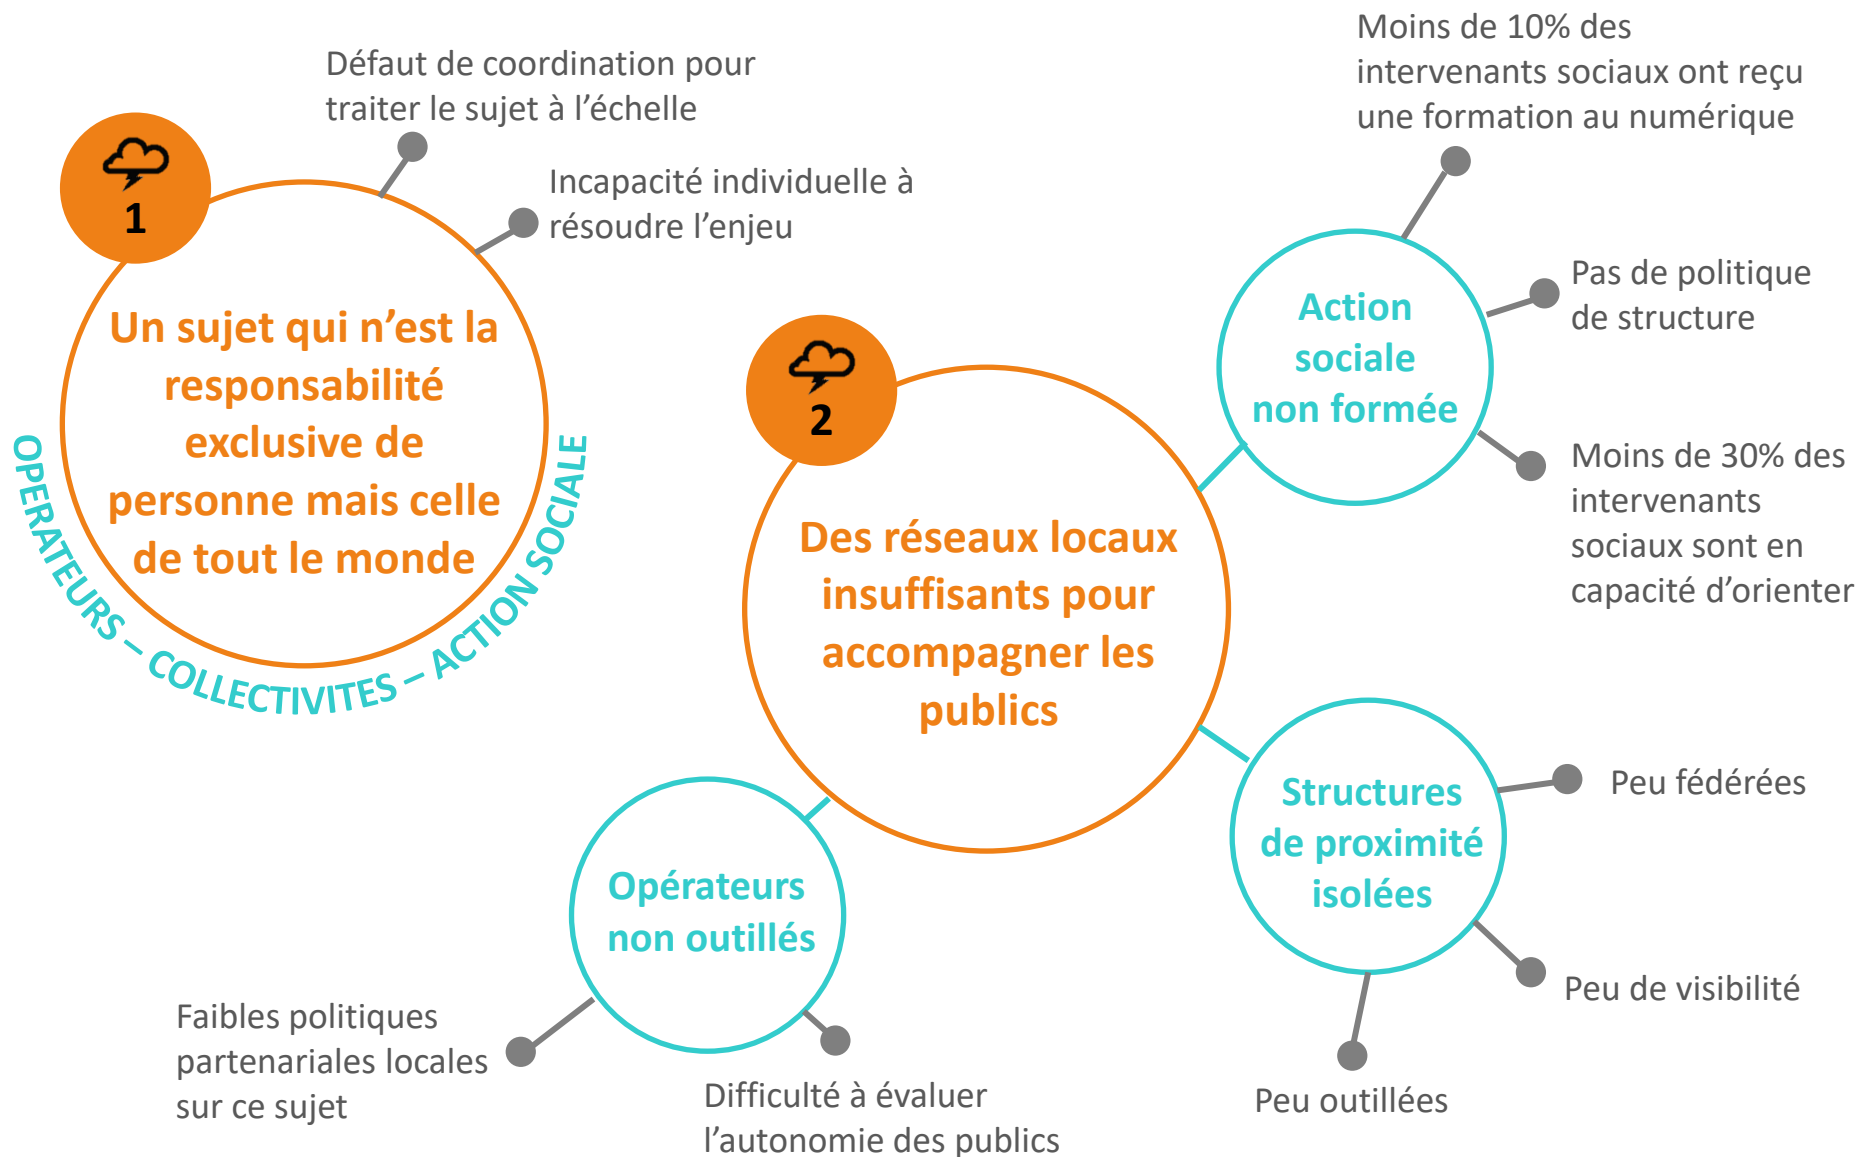 Défaut de coordination pour
traiter le sujet à l’échelle
Incapacité individuelle à
résoudre l’enjeu
1
Un sujet qui n’est la
responsabilité
exclusive de
personne mais celle
de tout le monde
OPERATEURS – COLLECTIVITES – ACTION SOCIALE
2
Des réseaux locaux
insuffisants pour
accompagner les
publics
Moins de 10% des
intervenants sociaux ont reçu
une formation au numérique
Action
sociale
non formée
Pas de politique
de structure
Moins de 30% des
intervenants
sociaux sont en
capacité d’orienter
Structures
de proximité
isolées
Peu fédérées
Peu de visibilité
Peu outillées
Opérateurs
non outillés
Faibles politiques
partenariales locales
sur ce sujet
Difficulté à évaluer
l’autonomie des publics